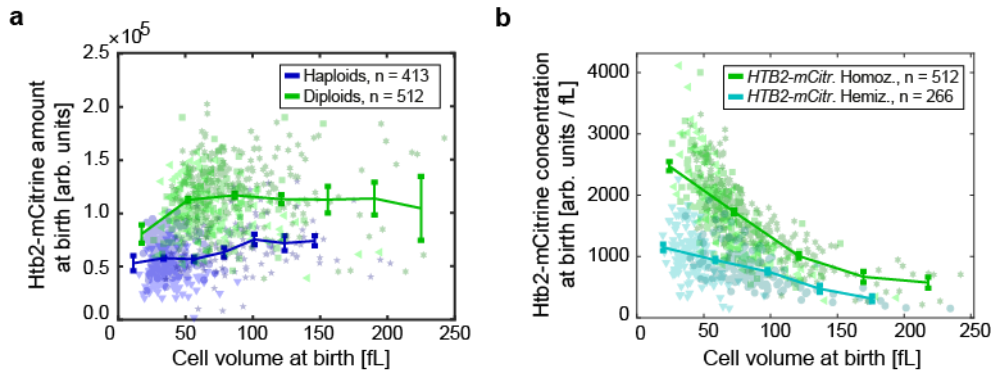 a
×10⁵
2.5
2.0
1.5
1.0
0.5
0.0
Htb2-mCitrine amount
at birth [arb. units]
Haploids, n = 413
Diploids, n = 512
0 50 100 150 200 250
Cell volume at birth [fL]
b
4000
3000
2000
1000
0
Htb2-mCitrine concentration
at birth [arb. units / fL]
HTB2-mCitr. Homoz., n = 512
HTB2-mCitr. Hemiz., n = 266
0 50 100 150 200 250
Cell volume at birth [fL]